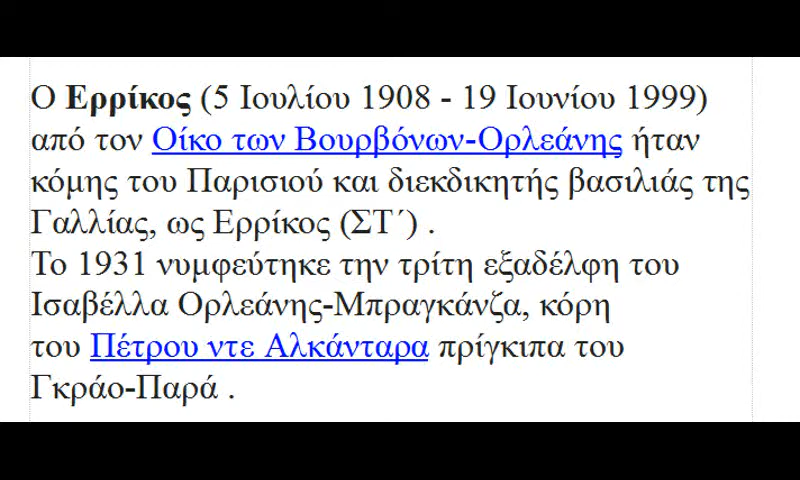 Ο Ερρίκος (5 Ιουλίου 1908 - 19 Ιουνίου 1999)
από τον Οίκο των Βουρβόνων-Ορλεάνης ήταν
κόμης του Παρισιού και διεκδικητής βασιλιάς της
Γαλλίας, ως Ερρίκος (ΣΤ΄) .
Το 1931 νυμφεύτηκε την τρίτη εξαδέλφη του
Ισαβέλλα Ορλεάνης-Μπραγκάνζα, κόρη
του Πέτρου ντε Αλκάνταρα πρίγκιπα του
Γκράο-Παρά .